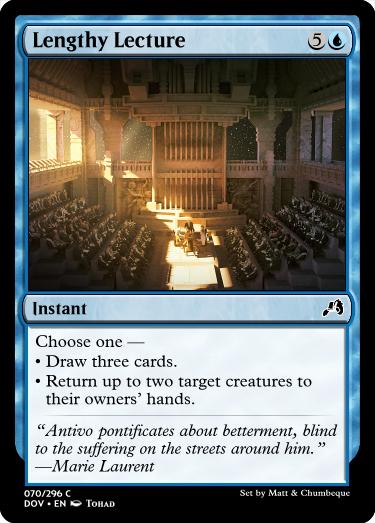 Lengthy Lecture 5
Instant
Choose one —
• Draw three cards.
• Return up to two target creatures to
their owners' hands.
“Antivo pontificates about betterment, blind
to the suffering on the streets around him.”
—Marie Laurent
070/296 C
DOV • EN Tohad
Set by Matt & Chumbeque